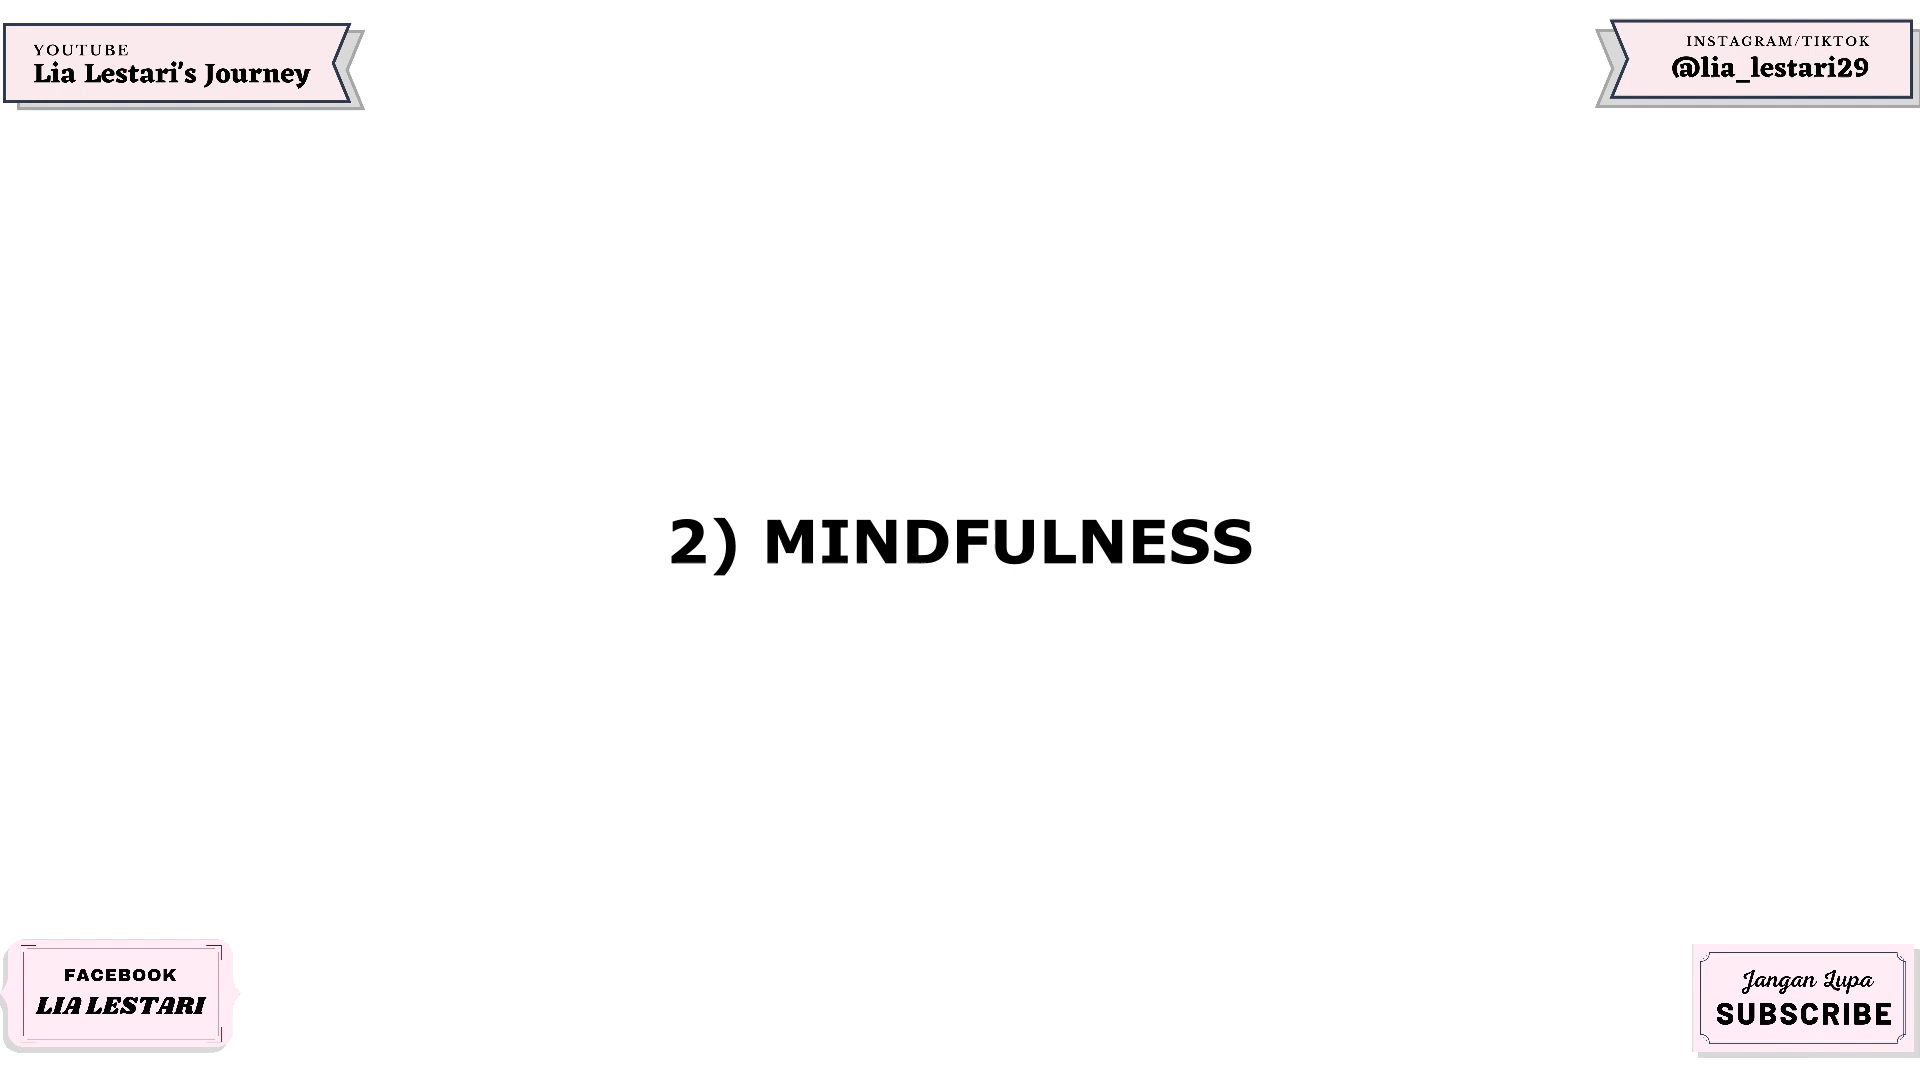 YOUTUBE
Lia Lestari's Journey
INSTAGRAM/TIKTOK
@lia_lestari29
2) MINDFULNESS
FACEBOOK
LIA LESTARI
Jangan Lupa
SUBSCRIBE